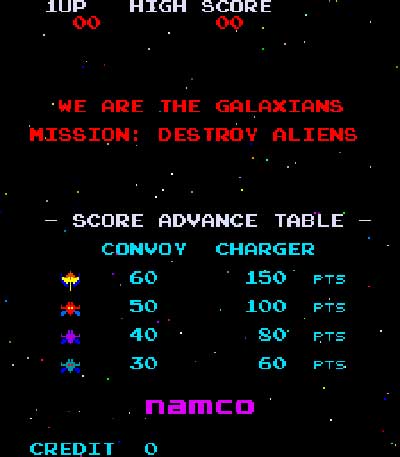 1UP HIGH SCORE
00 00
WE ARE THE GALAXIANS
MISSION: DESTROY ALIENS
- SCORE ADVANCE TABLE -
CONVOY CHARGER
60 150 PTS
50 100 PTS
40 80 PTS
30 60 PTS
namco
CREDIT 0